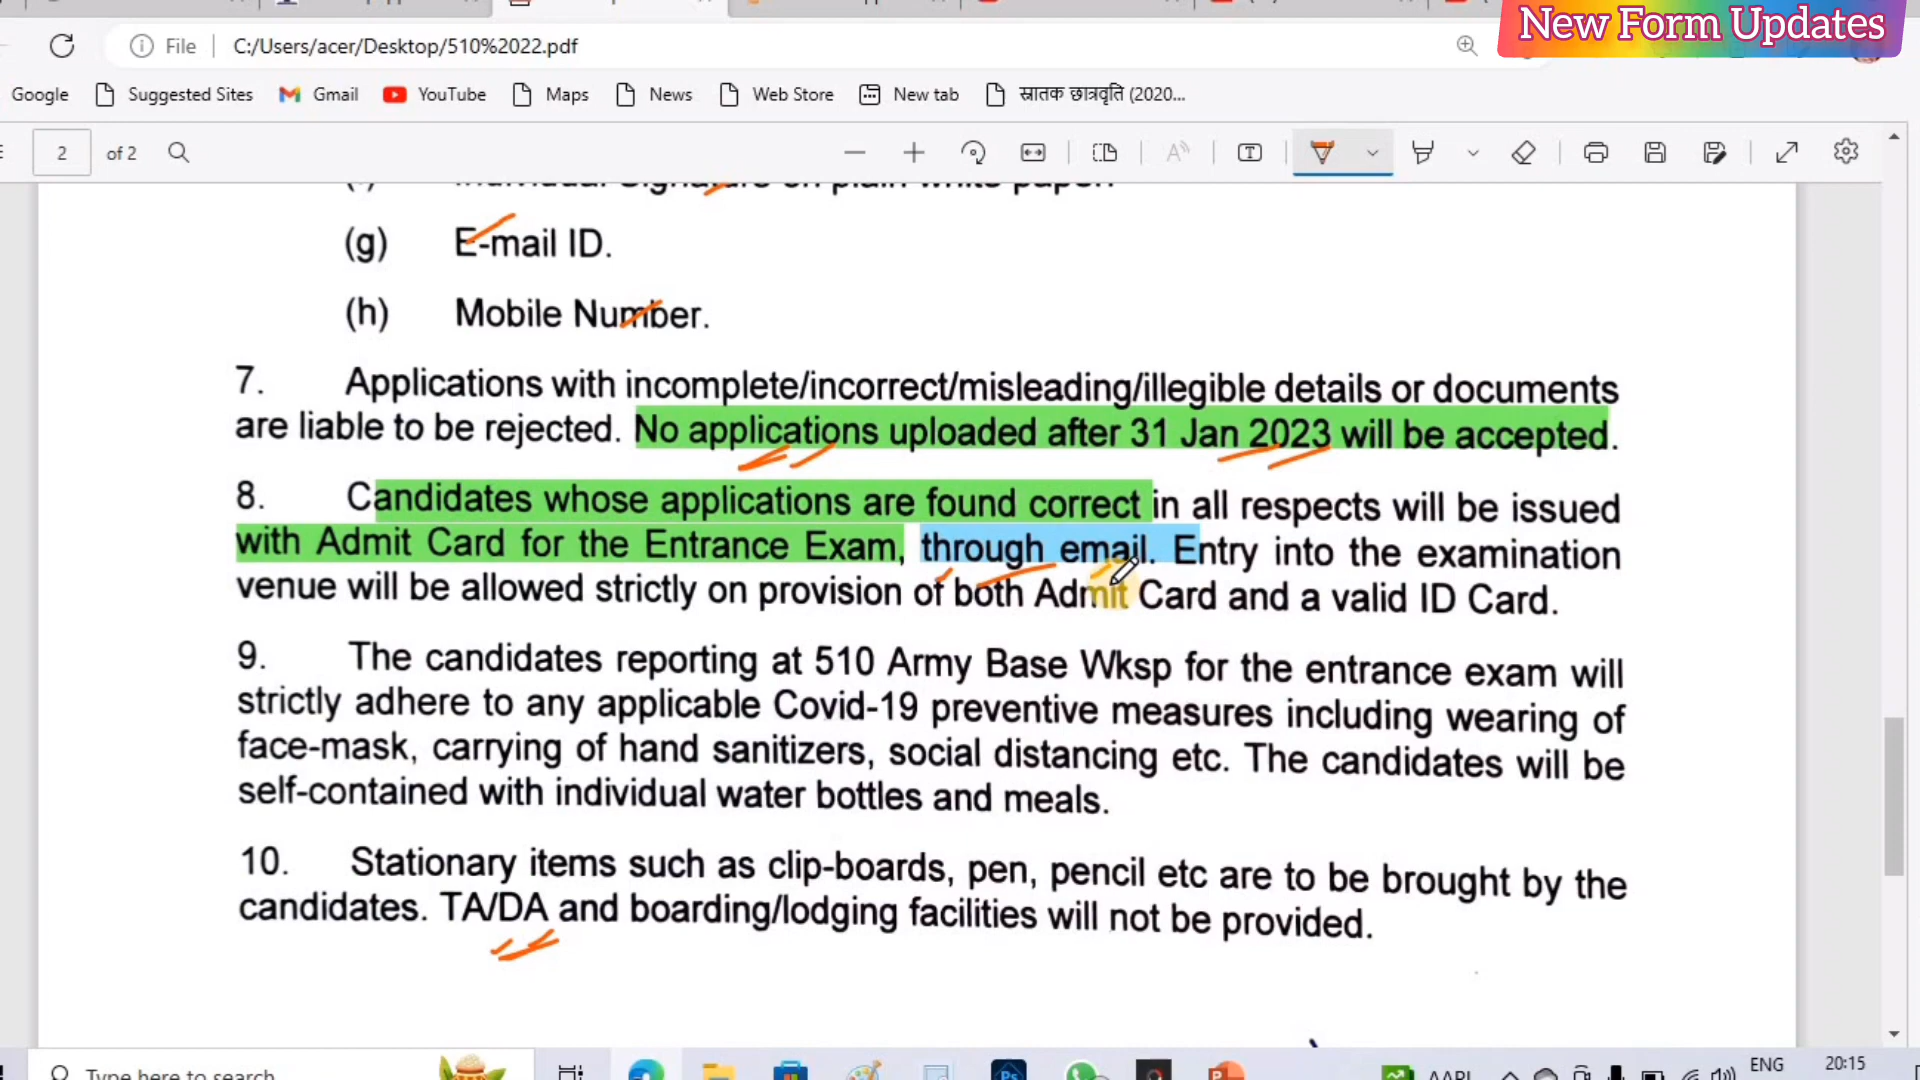 New Form Updates
File
C:/Users/acer/Desktop/510%2022.pdf
Google
Suggested Sites
Gmail
YouTube
Maps
News
Web Store
New tab
स्नातक छात्रवृति (2020...
2
of 2
(g) E-mail ID.
(h) Mobile Number.
7. Applications with incomplete/incorrect/misleading/illegible details or documents
are liable to be rejected. No applications uploaded after 31 Jan 2023 will be accepted.
8. Candidates whose applications are found correct in all respects will be issued
with Admit Card for the Entrance Exam, through email. Entry into the examination
venue will be allowed strictly on provision of both Admit Card and a valid ID Card.
9. The candidates reporting at 510 Army Base Wksp for the entrance exam will
strictly adhere to any applicable Covid-19 preventive measures including wearing of
face-mask, carrying of hand sanitizers, social distancing etc. The candidates will be
self-contained with individual water bottles and meals.
10. Stationary items such as clip-boards, pen, pencil etc are to be brought by the
candidates. TA/DA and boarding/lodging facilities will not be provided.
Type here to search
AAPL
ENG
20:15